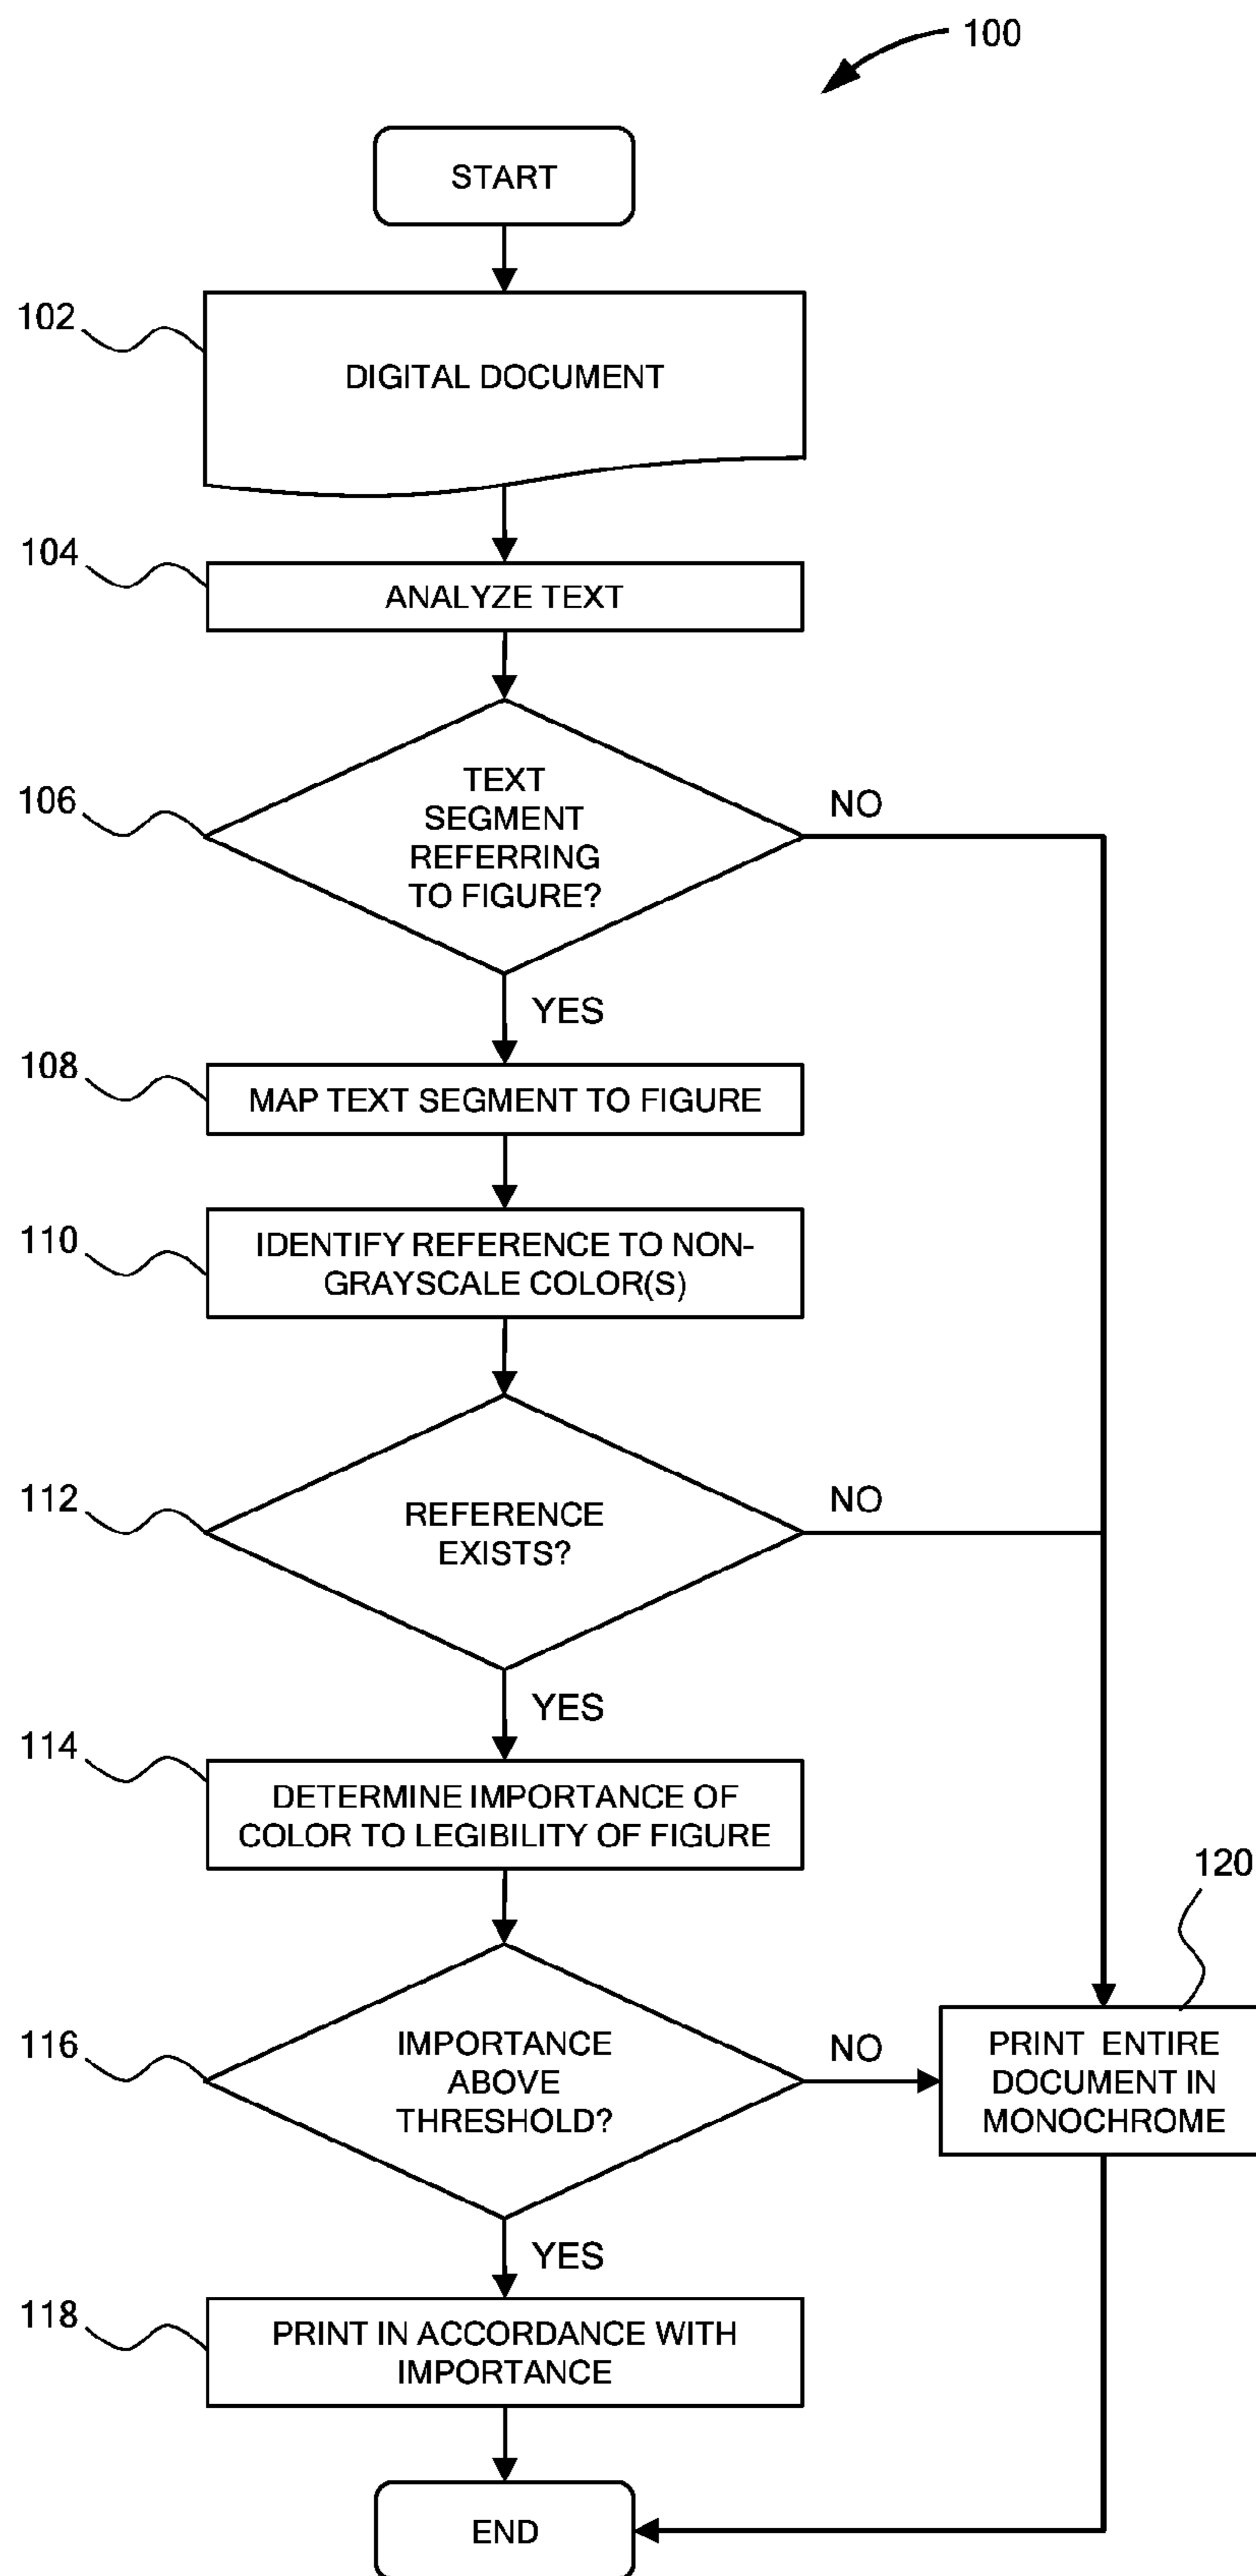 100
START
102
DIGITAL DOCUMENT
104
ANALYZE TEXT
106
TEXT
SEGMENT
REFERRING
TO FIGURE?
NO
YES
108
MAP TEXT SEGMENT TO FIGURE
110
IDENTIFY REFERENCE TO NON-
GRAYSCALE COLOR(S)
112
REFERENCE
EXISTS?
NO
YES
114
DETERMINE IMPORTANCE OF
COLOR TO LEGIBILITY OF FIGURE
116
IMPORTANCE
ABOVE
THRESHOLD?
NO
120
PRINT ENTIRE
DOCUMENT IN
MONOCHROME
YES
118
PRINT IN ACCORDANCE WITH
IMPORTANCE
END